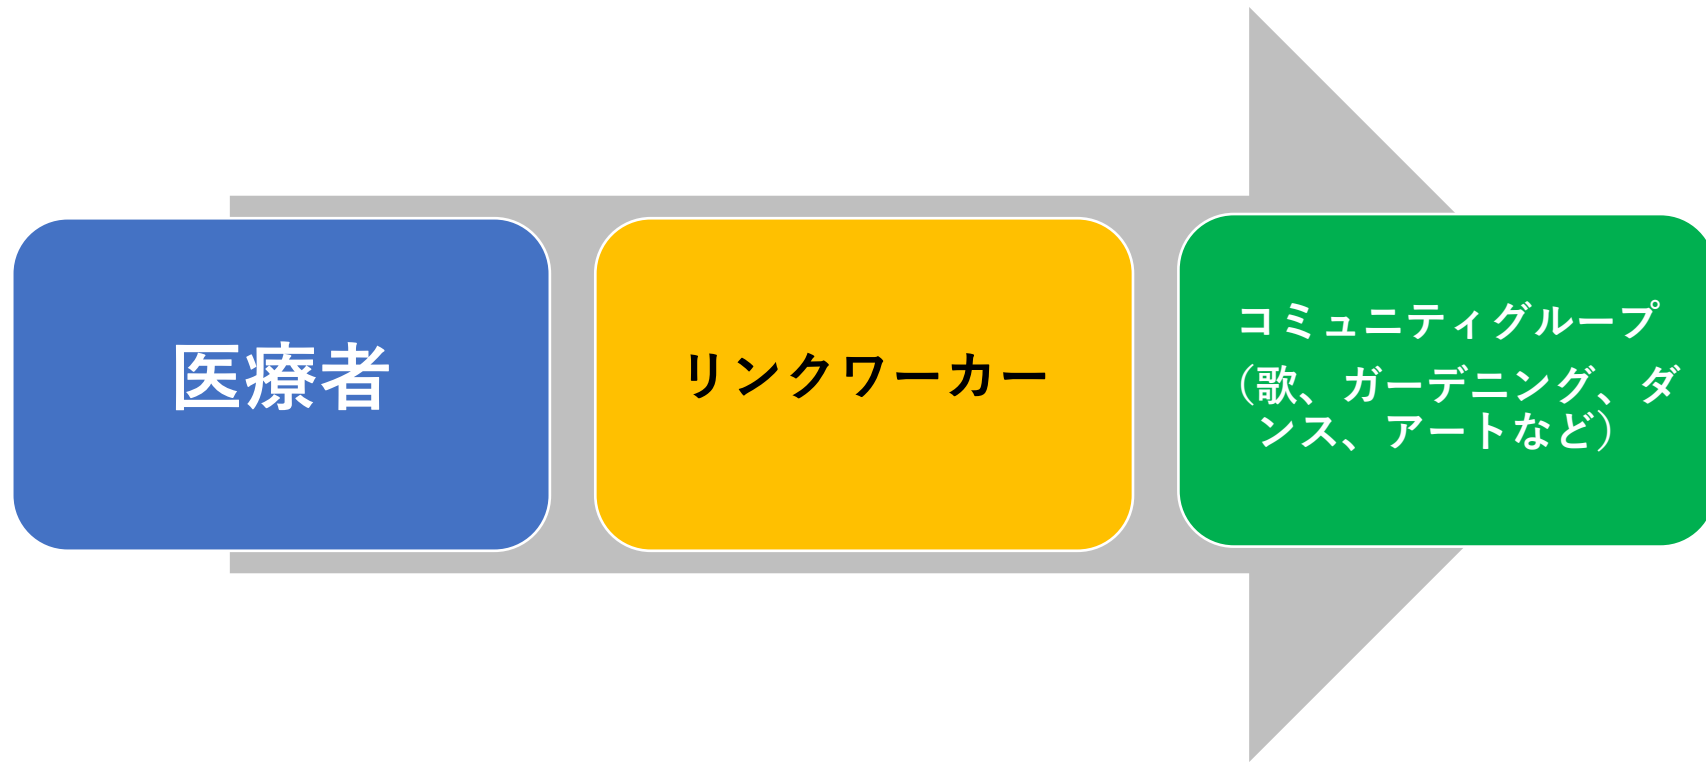 医療者
リンクワーカー
コミュニティグループ
（歌、ガーデニング、ダ
ンス、アートなど）